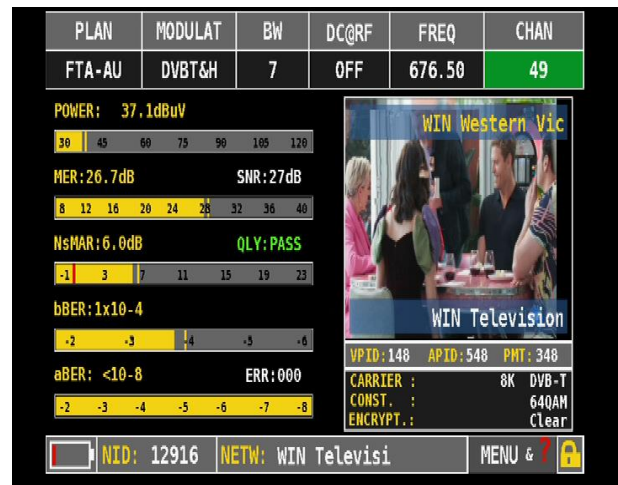 PLAN MODULAT BW DC@RF FREQ CHAN
FTA-AU DVBT&H 7 OFF 676.50 49
POWER: 37.1dBuV
30 45 60 75 90 105 120
MER:26.7dB SNR:27dB
8 12 16 20 24 28 32 36 40
NsMAR:6.0dB QLY:PASS
-1 3 7 11 15 19 23
bBER:1x10-4
-2 -3 -4 -5 -6
aBER: <10-8 ERR:000
-2 -3 -4 -5 -6 -7 -8
WIN Western Vic
WIN Television
VPID:148 APID:548 PMT:348
CARRIER : 8K DVB-T
CONST. : 64QAM
ENCRYPT.: Clear
NID: 12916 NETW: WIN Televisi MENU & ?